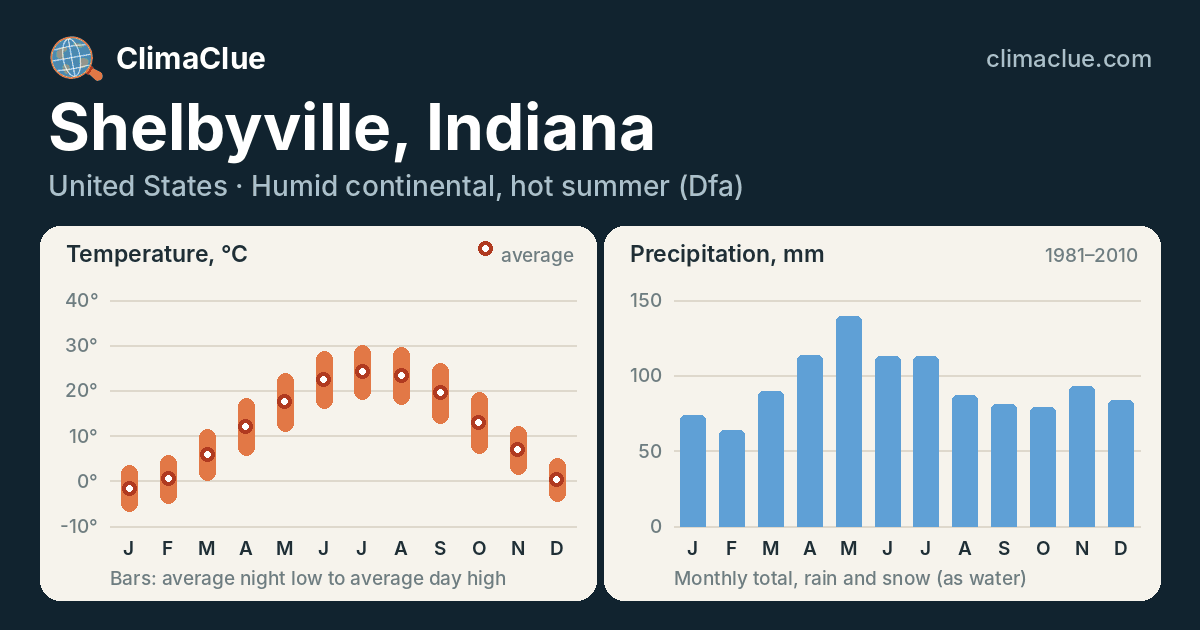 ClimaClue
climaclue.com
Shelbyville, Indiana
United States · Humid continental, hot summer (Dfa)
Temperature, °C
average
40°
30°
20°
10°
0°
-10°
J F M A M J J A S O N D
Bars: average night low to average day high
Precipitation, mm
1981–2010
150
100
50
0
J F M A M J J A S O N D
Monthly total, rain and snow (as water)